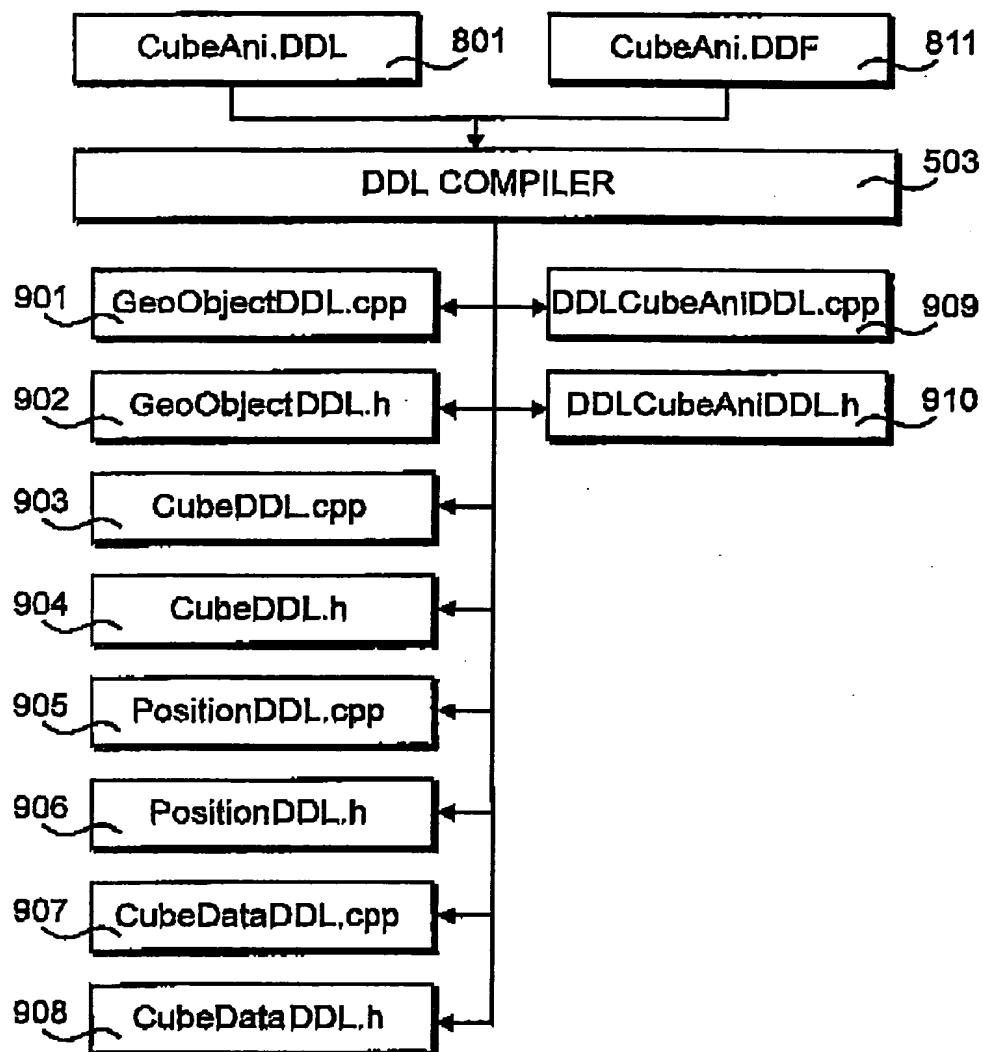 CubeAni.DDL 801 CubeAni.DDF 811
DDL COMPILER 503
901 GeoObjectDDL.cpp DDLCubeAniDDL.cpp 909
902 GeoObjectDDL.h DDLCubeAniDDL.h 910
903 CubeDDL.cpp
904 CubeDDL.h
905 PositionDDL.cpp
906 PositionDDL.h
907 CubeDataDDL.cpp
908 CubeDataDDL.h